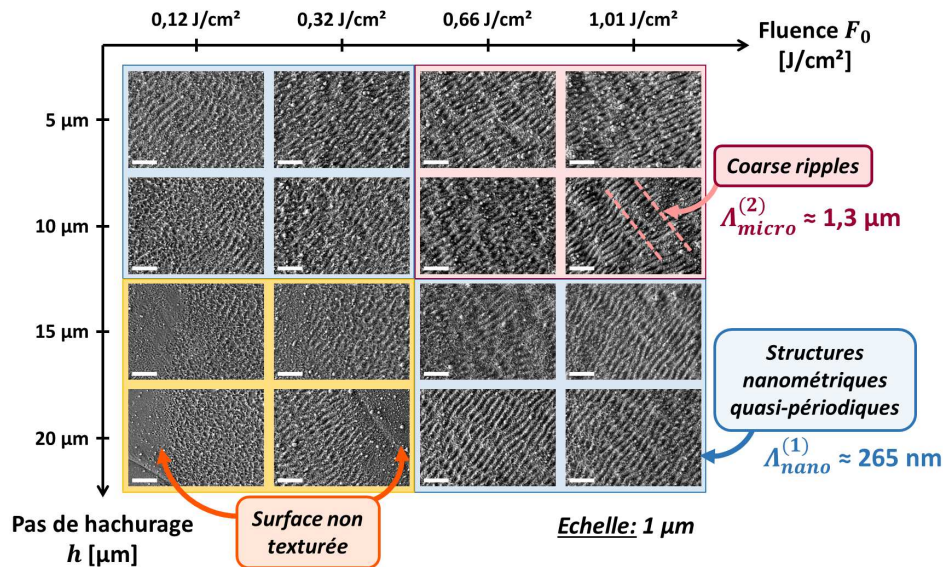 0,12 J/cm²
0,32 J/cm²
0,66 J/cm²
1,01 J/cm²
Fluence F₀
[J/cm²]
5 µm
Coarse ripples
Λ_micro^(2) ≈ 1,3 µm
10 µm
15 µm
Structures
nanométriques
quasi-périodiques
Λ_nano^(1) ≈ 265 nm
20 µm
Pas de hachurage
h [µm]
Surface non
texturée
Echelle: 1 µm